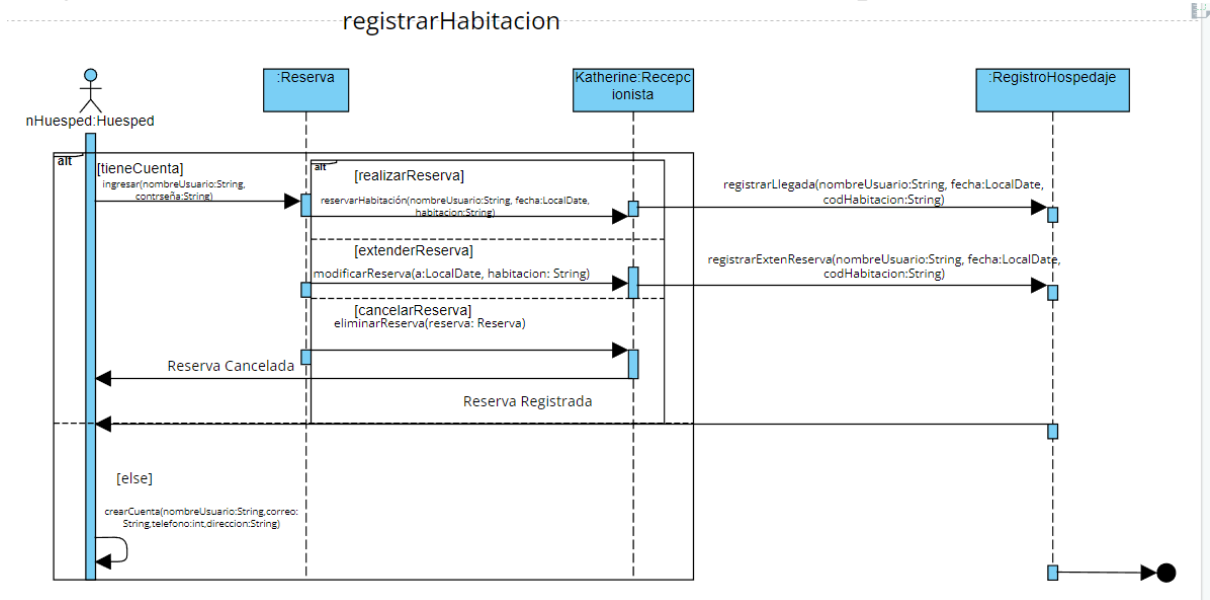 registrarHabitacion
:Reserva
Katherine:Recepc
ionista
:RegistroHospedaje
nHuesped:Huesped
alt
[tieneCuenta]
ingresar(nombreUsuario:String,
contrseña:String)
alt
[realizarReserva]
reservarHabitación(nombreUsuario:String, fecha:LocalDate,
habitacion:String)
registrarLlegada(nombreUsuario:String, fecha:LocalDate,
codHabitacion:String)
[extenderReserva]
modificarReserva(a:LocalDate, habitacion: String)
registrarExtenReserva(nombreUsuario:String, fecha:LocalDate,
codHabitacion:String)
[cancelarReserva]
eliminarReserva(reserva: Reserva)
Reserva Cancelada
Reserva Registrada
[else]
crearCuenta(nombreUsuario:String,correo:
String,telefono:int,direccion:String)